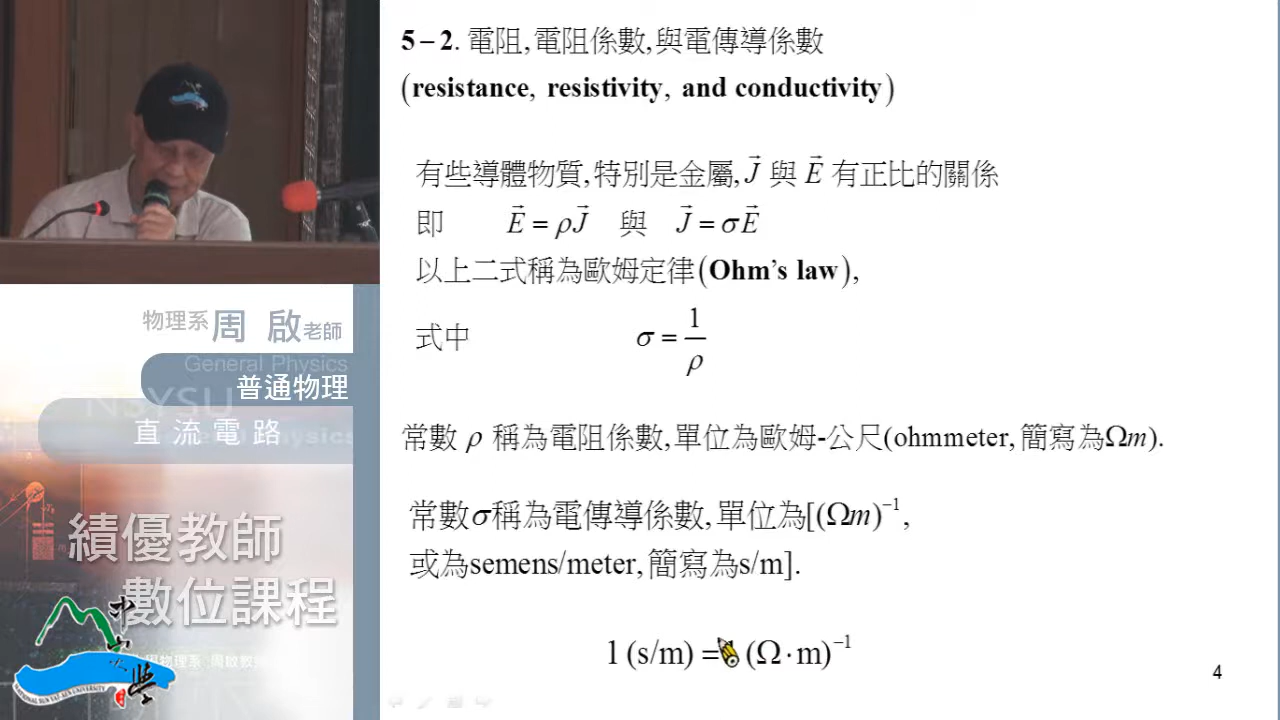 5－2. 電阻,電阻係數,與電傳導係數
(resistance, resistivity, and conductivity)
有些導體物質,特別是金屬, J⃗ 與 E⃗ 有正比的關係
即 E⃗ = ρJ⃗ 與 J⃗ = σE⃗
以上二式稱為歐姆定律(Ohm's law),
式中 σ = 1/ρ
常數 ρ 稱為電阻係數,單位為歐姆-公尺(ohmmeter,簡寫為Ωm).
常數σ稱為電傳導係數,單位為[(Ωm)⁻¹,
或為semens/meter,簡寫為s/m].
1 (s/m) = (Ω·m)⁻¹
4
物理系 周 啟 老師
General Physics
普通物理
NSYSU
直流電路
績優教師
數位課程